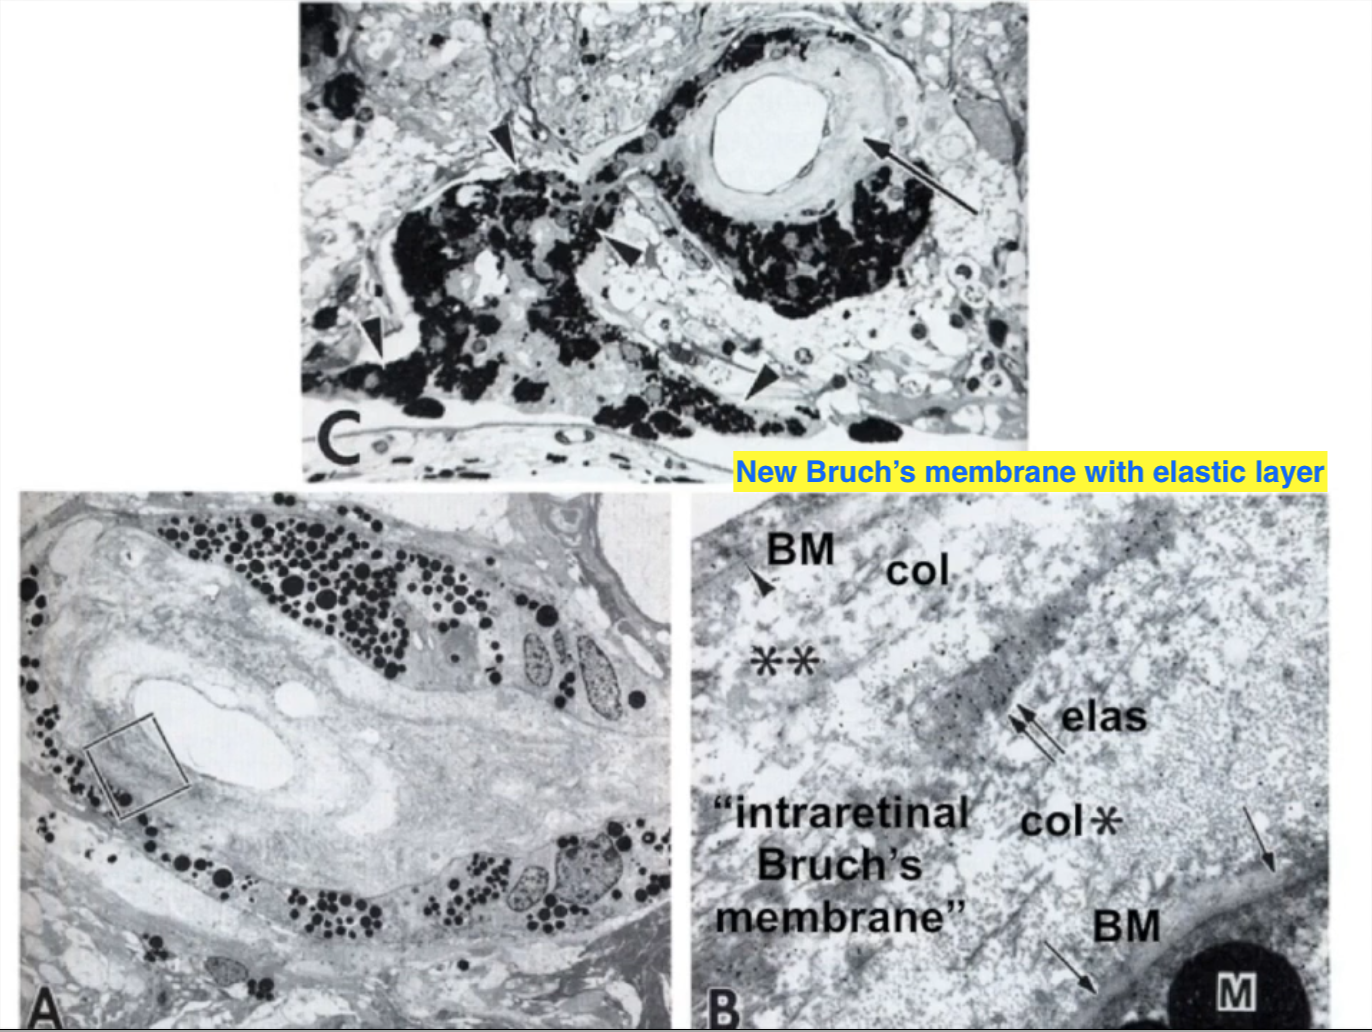 C
New Bruch’s membrane with elastic layer
A
BM
col
**
elas
“intraretinal
Bruch’s
membrane”
col*
BM
M
B